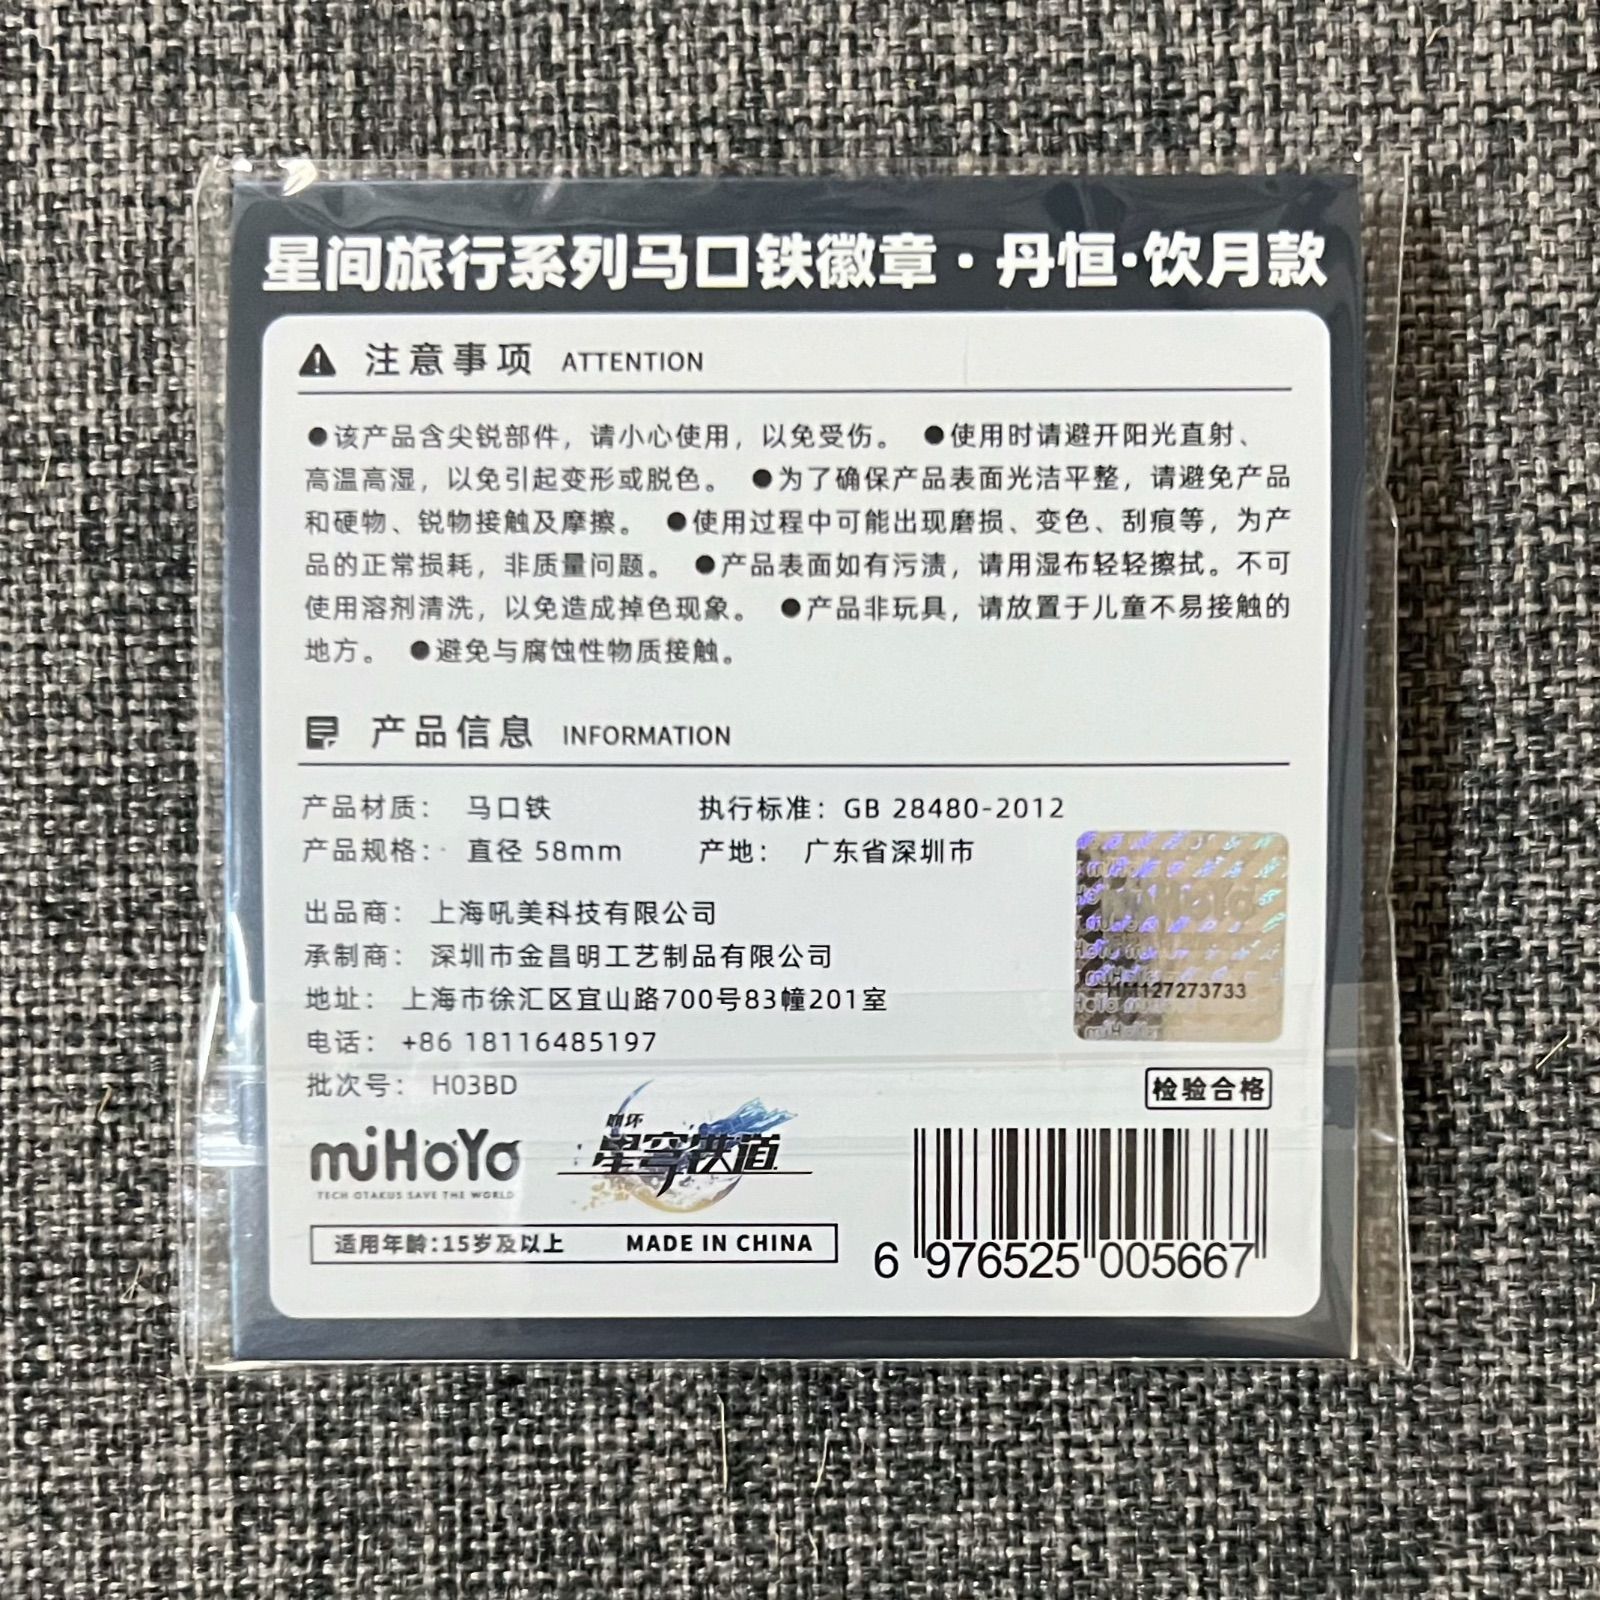 星间旅行系列马口铁徽章·丹恒·饮月款
注意事项 ATTENTION
●该产品含尖锐部件，请小心使用，以免受伤。 ●使用时请避开阳光直射、
高温高湿，以免引起变形或脱色。 ●为了确保产品表面光洁平整，请避免产品
和硬物、锐物接触及摩擦。 ●使用过程中可能出现磨损、变色、刮痕等，为产
品的正常损耗，非质量问题。 ●产品表面如有污渍，请用湿布轻轻擦拭。不可
使用溶剂清洗，以免造成掉色现象。 ●产品非玩具，请放置于儿童不易接触的
地方。 ●避免与腐蚀性物质接触。
产品信息 INFORMATION
产品材质： 马口铁 执行标准：GB 28480-2012
产品规格： 直径 58mm 产地： 广东省深圳市
出品商： 上海吼美科技有限公司
承制商： 深圳市金昌明工艺制品有限公司
地址： 上海市徐汇区宜山路700号83幢201室
电话： +86 18116485197
批次号： H03BD
miHoYo
HM127273733
检验合格
miHoYo
TECH OTAKUS SAVE THE WORLD
崩坏
星穹铁道
适用年龄:15岁及以上 MADE IN CHINA
6 976525 005667